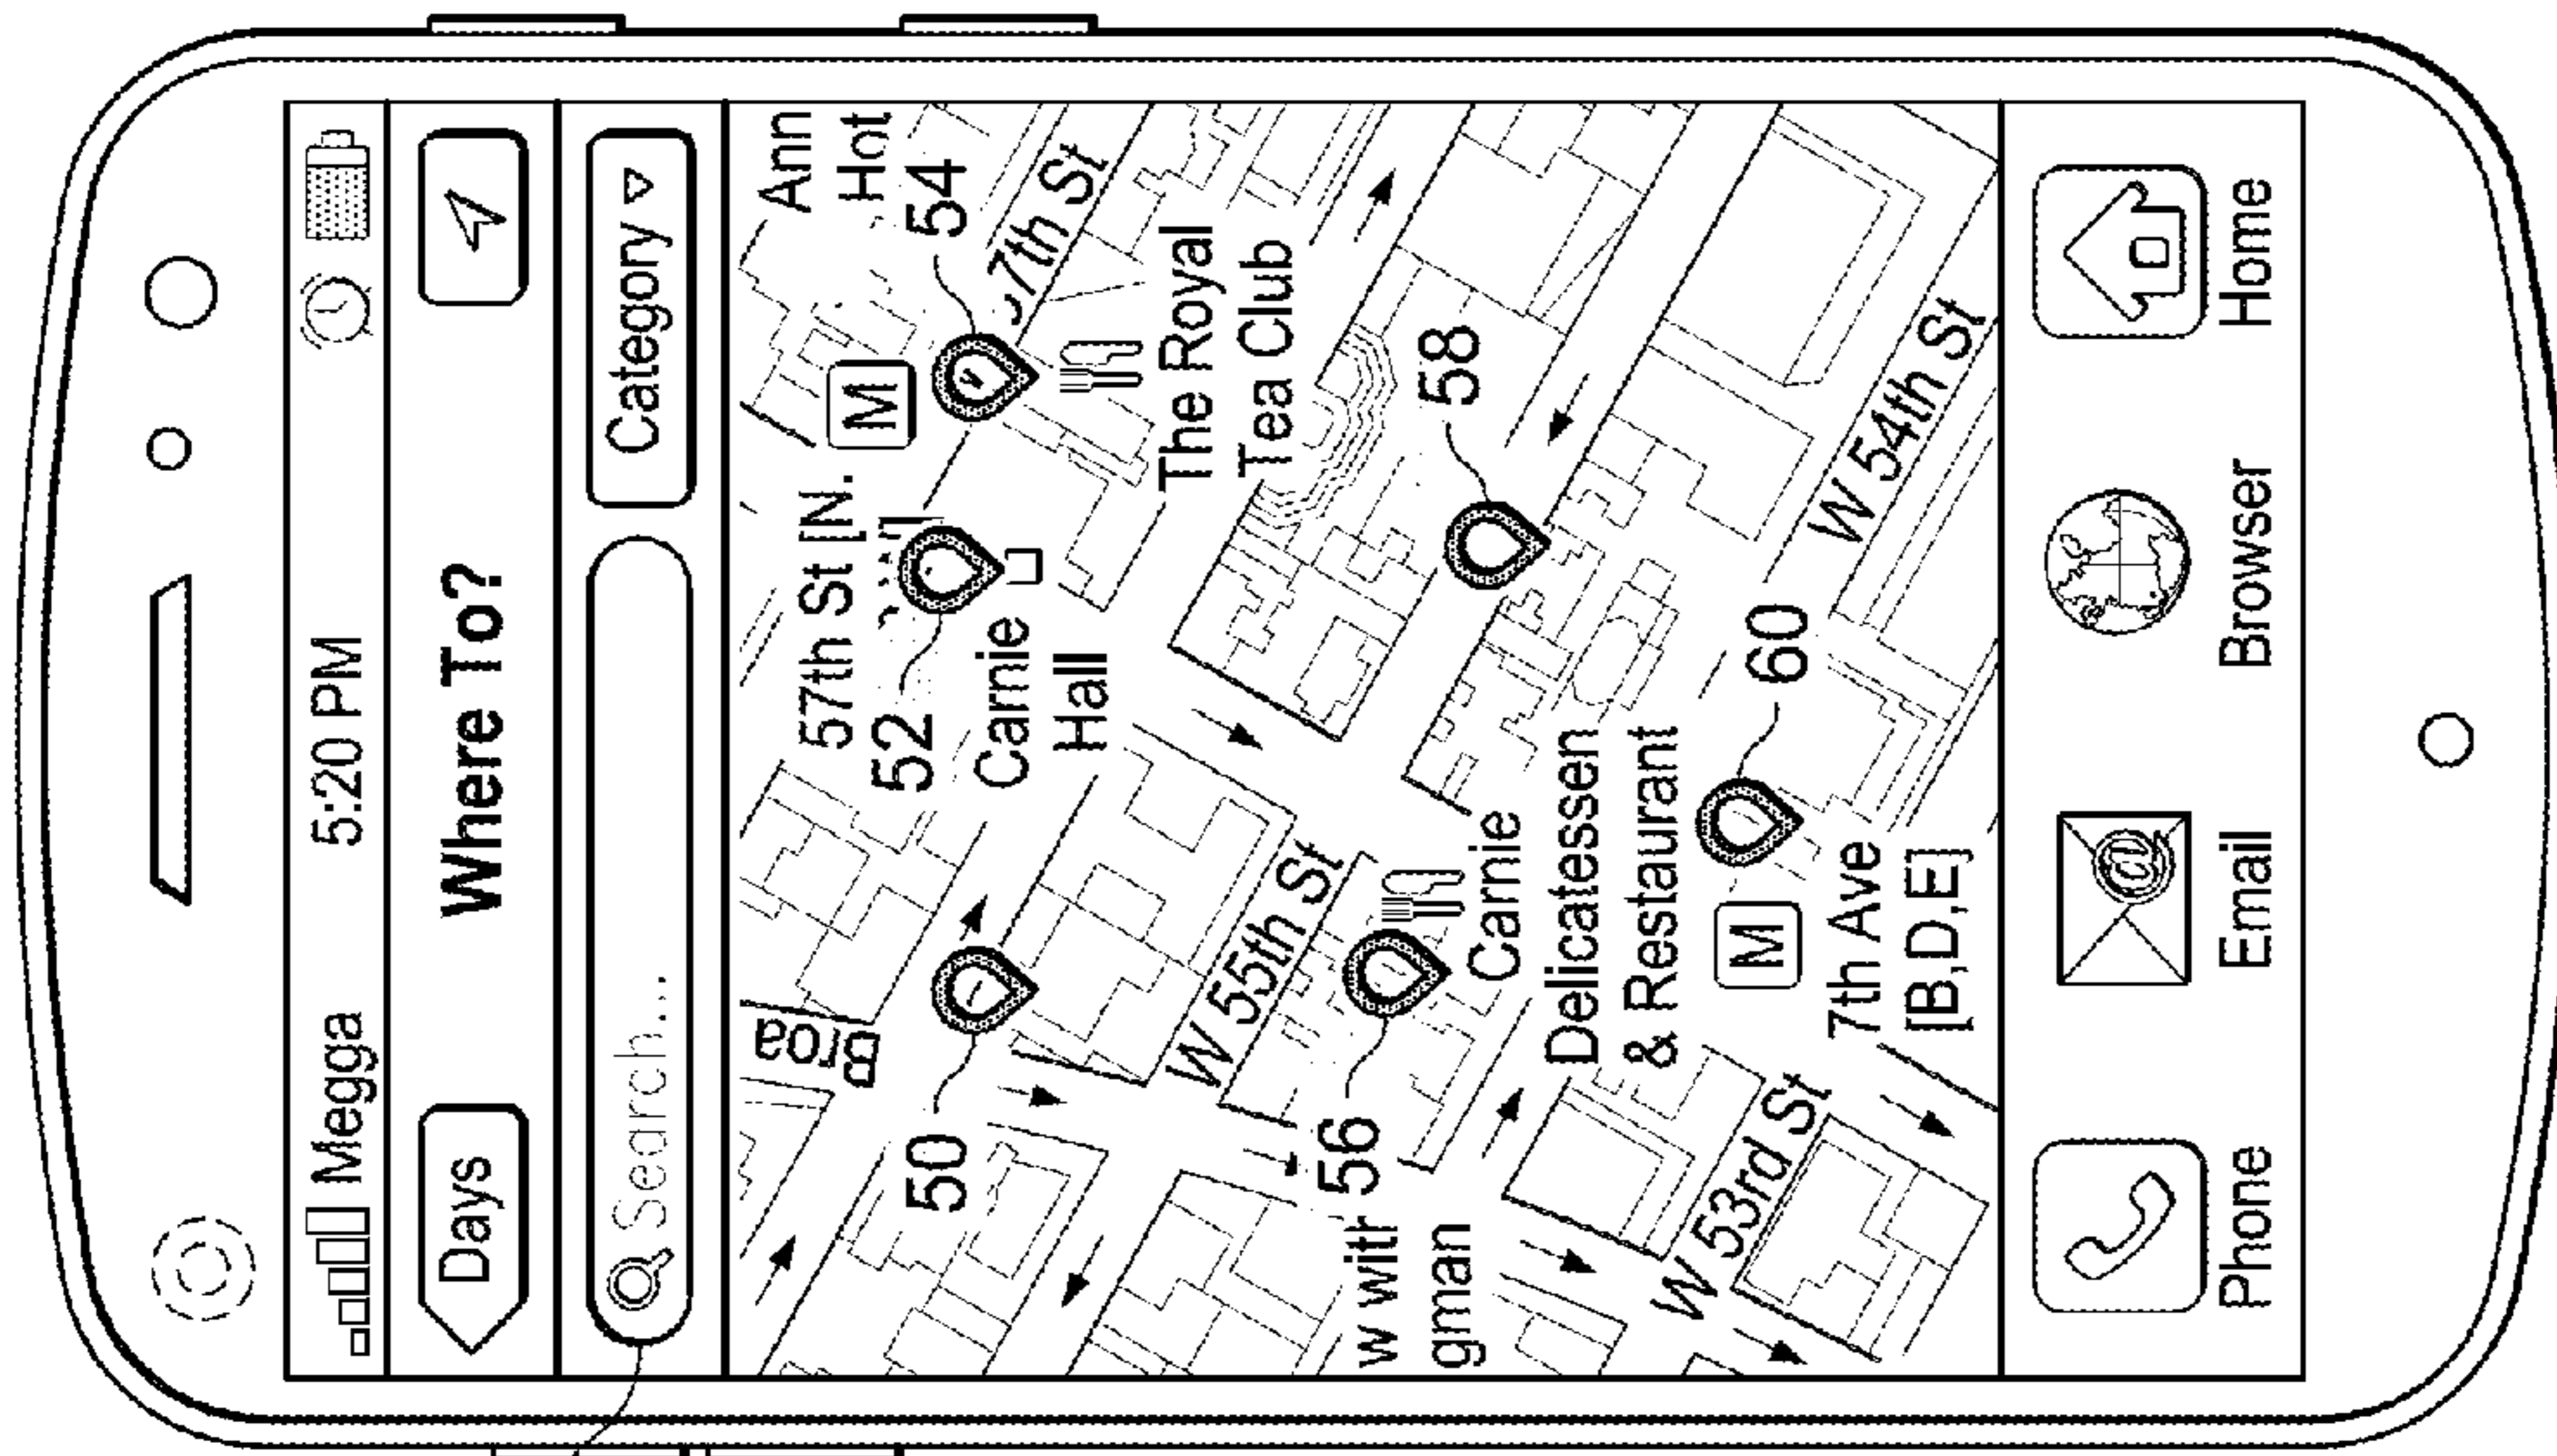 Megga 5:20 PM
Days
Where To?
Search...
Category
Broa
57th St [N.
M
Ann
Hot
52
54
57th St
50
Carnie
Hall
The Royal
Tea Club
W 55th St
56
58
w with
gman
Carnie
Delicatessen
& Restaurant
60
W 54th St
M
7th Ave
[B,D,E]
W 53rd St
@
Phone
Email
Browser
Home